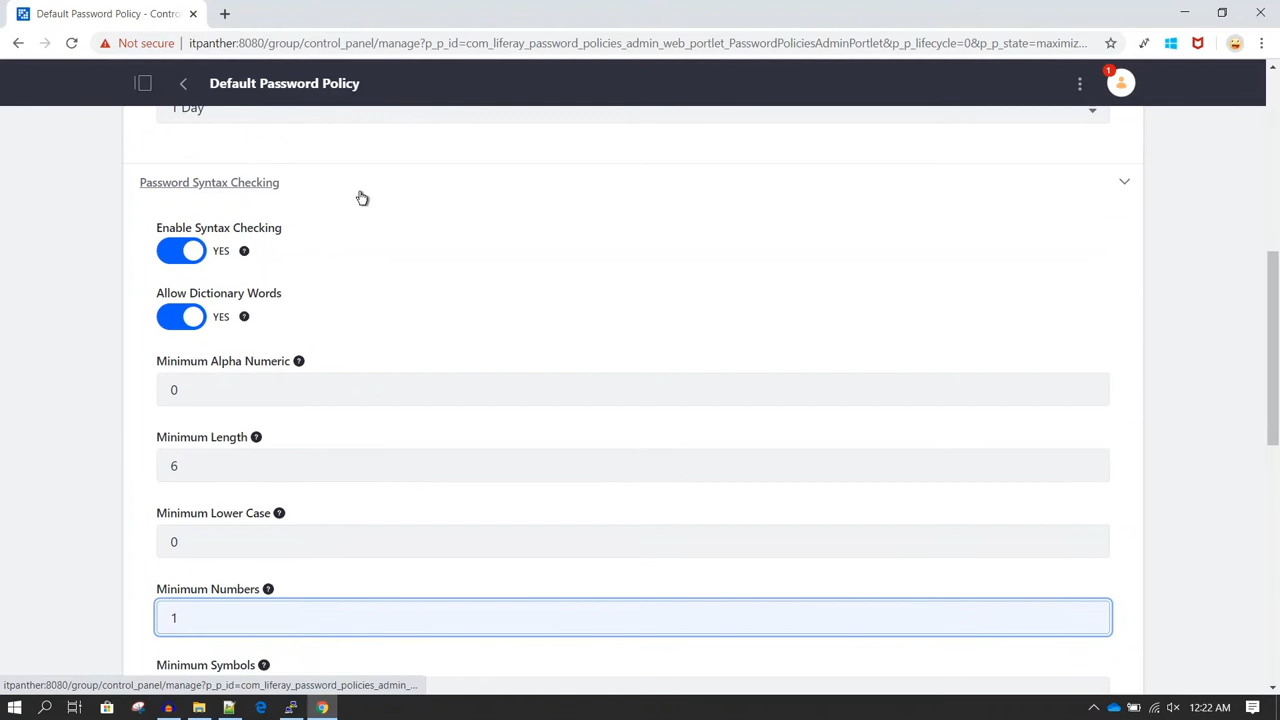 Default Password Policy - Contro
Not secure
itpanther:8080/group/control_panel/manage?p_p_id=com_liferay_password_policies_admin_web_portlet_PasswordPoliciesAdminPortlet&p_p_lifecycle=0&p_p_state=maximiz...
Default Password Policy
1
1 Day
Password Syntax Checking
Enable Syntax Checking
YES
Allow Dictionary Words
YES
Minimum Alpha Numeric
0
Minimum Length
6
Minimum Lower Case
0
Minimum Numbers
1
Minimum Symbols
itpanther:8080/group/control_panel/manage?p_p_id=com_liferay_password_policies_admin_...
12:22 AM